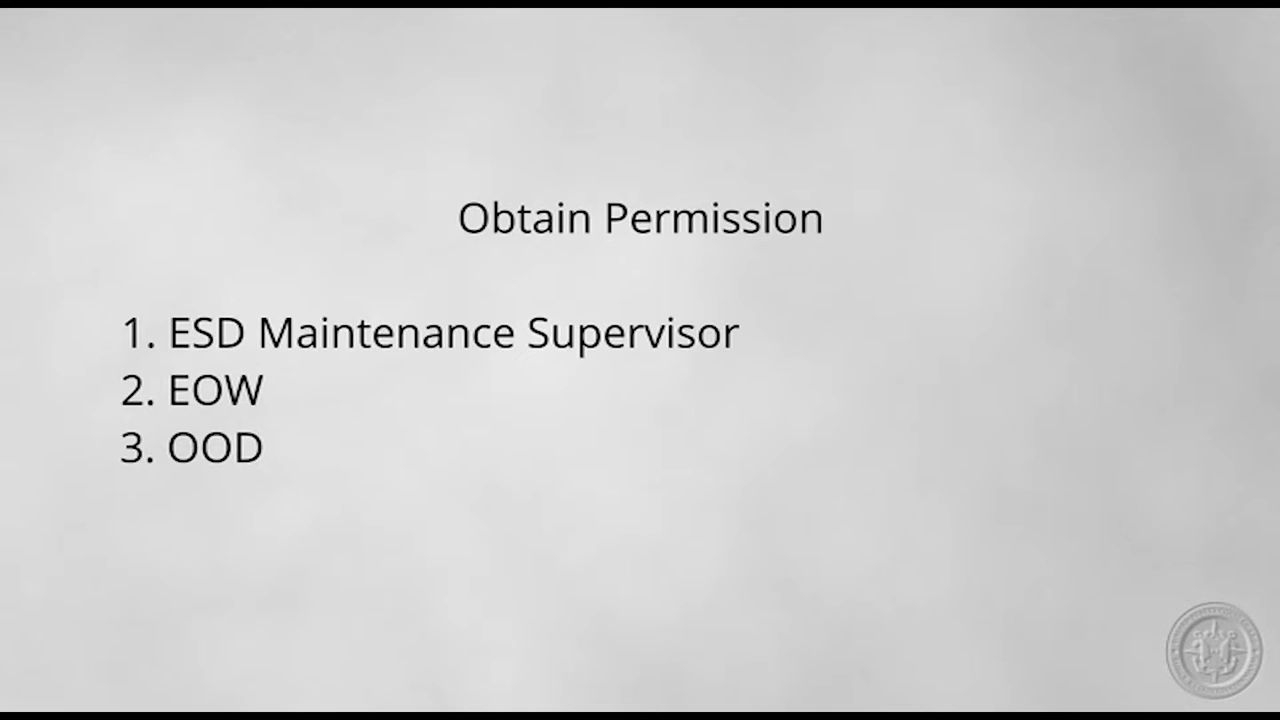 Obtain Permission
1. ESD Maintenance Supervisor
2. EOW
3. OOD